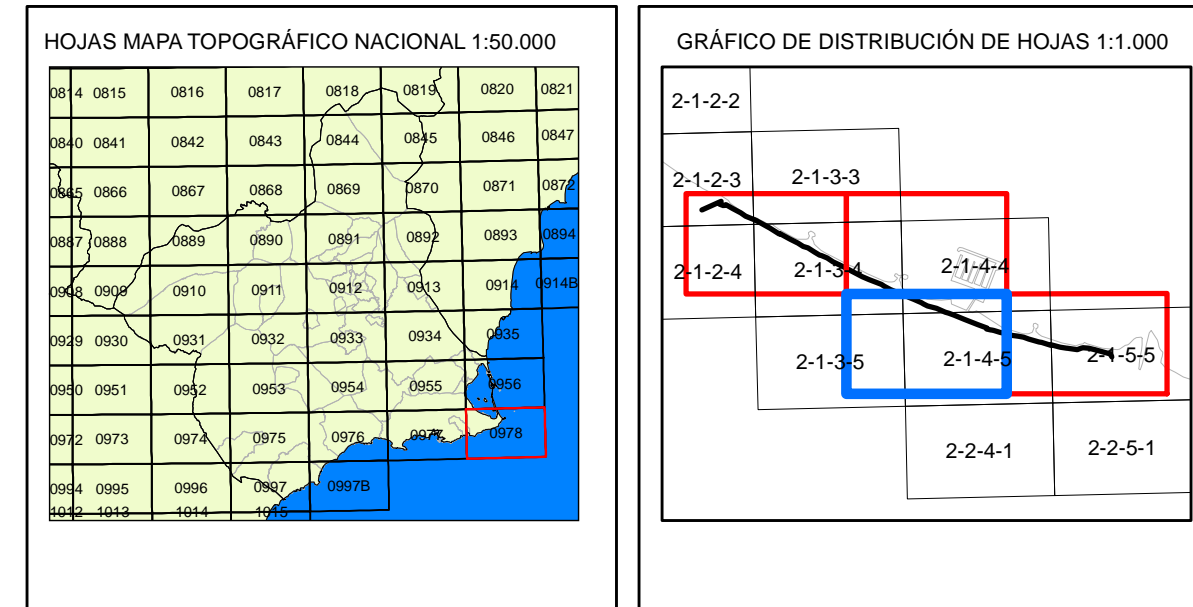 HOJAS MAPA TOPOGRÁFICO NACIONAL 1:50.000
0814 0815 0816 0817 0818 0819 0820 0821
0840 0841 0842 0843 0844 0845 0846 0847
0865 0866 0867 0868 0869 0870 0871 0872
0887 0888 0889 0890 0891 0892 0893 0894
0908 0909 0910 0911 0912 0913 0914 0914B
0929 0930 0931 0932 0933 0934 0935
0950 0951 0952 0953 0954 0955 0956
0972 0973 0974 0975 0976 0977 0978
0994 0995 0996 0997 0997B
1012 1013 1014 1015
GRÁFICO DE DISTRIBUCIÓN DE HOJAS 1:1.000
2-1-2-2
2-1-2-3 2-1-3-3
2-1-2-4 2-1-3-4 2-1-4-4
2-1-3-5 2-1-4-5 2-1-5-5
2-2-4-1 2-2-5-1